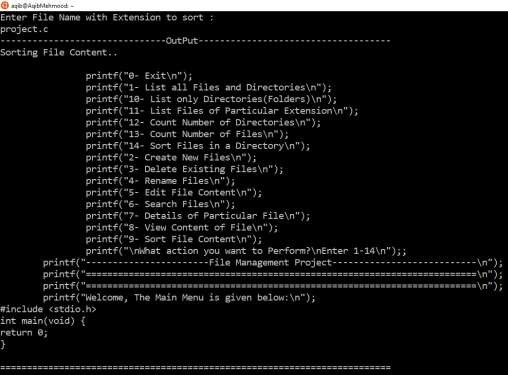 aqib@AqibMahmood: ~
Enter File Name with Extension to sort :
project.c
-------------------------------OutPut------------------------------------
Sorting File Content..
printf("0- Exit\n");
printf("1- List all Files and Directories\n");
printf("10- List only Directories(Folders)\n");
printf("11- List Files of Particular Extension\n");
printf("12- Count Number of Directories\n");
printf("13- Count Number of Files\n");
printf("14- Sort Files in a Directory\n");
printf("2- Create New Files\n");
printf("3- Delete Existing Files\n");
printf("4- Rename Files\n");
printf("5- Edit File Content\n");
printf("6- Search Files\n");
printf("7- Details of Particular File\n");
printf("8- View Content of File\n");
printf("9- Sort File Content\n");
printf("\nWhat action you want to Perform?\nEnter 1-14\n");;
printf("-----------------------File Management Project---------------------------\n");
printf("=========================================================================\n");
printf("=========================================================================\n");
printf("Welcome, The Main Menu is given below:\n");
#include <stdio.h>
int main(void) {
return 0;
}
=========================================================================